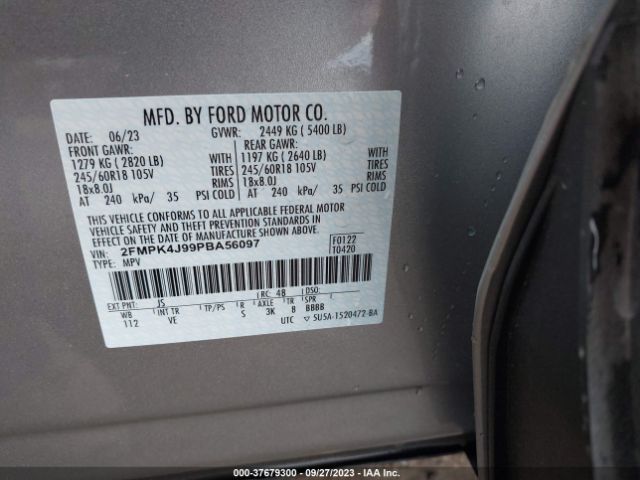 MFD. BY FORD MOTOR CO.
DATE: 06/23 GVWR: 2449 KG ( 5400 LB)
FRONT GAWR: REAR GAWR:
1279 KG ( 2820 LB) WITH 1197 KG ( 2640 LB) WITH
245/60R18 105V TIRES 245/60R18 105V TIRES
18x8.0J RIMS 18x8.0J RIMS
AT 240 kPa/ 35 PSI COLD AT 240 kPa/ 35 PSI COLD
THIS VEHICLE CONFORMS TO ALL APPLICABLE FEDERAL MOTOR
VEHICLE SAFETY AND THEFT PREVENTION STANDARDS IN
EFFECT ON THE DATE OF MANUFACTURE SHOWN ABOVE.
VIN: 2FMPK4J99PBA56097 F0122
TYPE: MPV T0420
EXT PNT: JS RC: 48 DSO:
WB INT TR TP/PS R AXLE TR SPR
112 VE S 3K 8 BBBB
UTC SU5A-1520472-BA
000-37679300 - 09/27/2023 - IAA Inc.